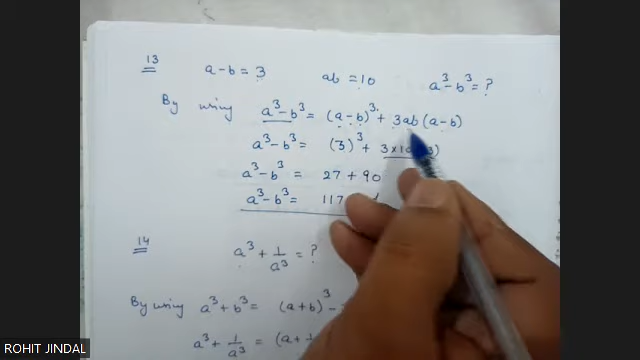 13 a-b = 3 ab = 10 a³-b³ = ?
By using a³-b³ = (a-b)³ + 3ab(a-b)
a³-b³ = (3)³ + 3×10 3)
a³-b³ = 27 + 90
a³-b³ = 117
14 a³ + 1/a³ = ?
By using a³+b³ = (a+b)³ -
a³ + 1/a³ = (a+
ROHIT JINDAL